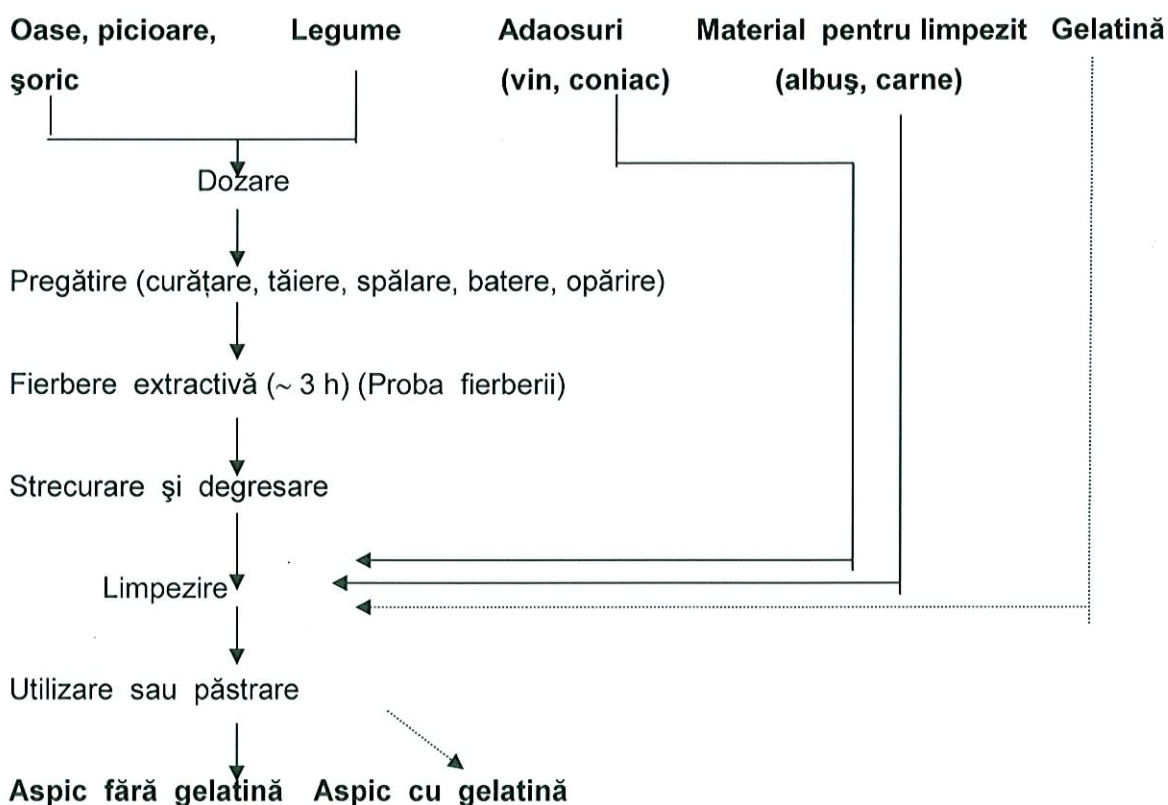 Oase, picioare, Legume Adaosuri Material pentru limpezit Gelatină
şoric (vin, coniac) (albuş, carne)
Dozare
Pregătire (curățare, tăiere, spălare, batere, opărire)
Fierbere extractivă (~ 3 h) (Proba fierberii)
Strecurare şi degresare
Limpezire
Utilizare sau păstrare
Aspic fără gelatină Aspic cu gelatină